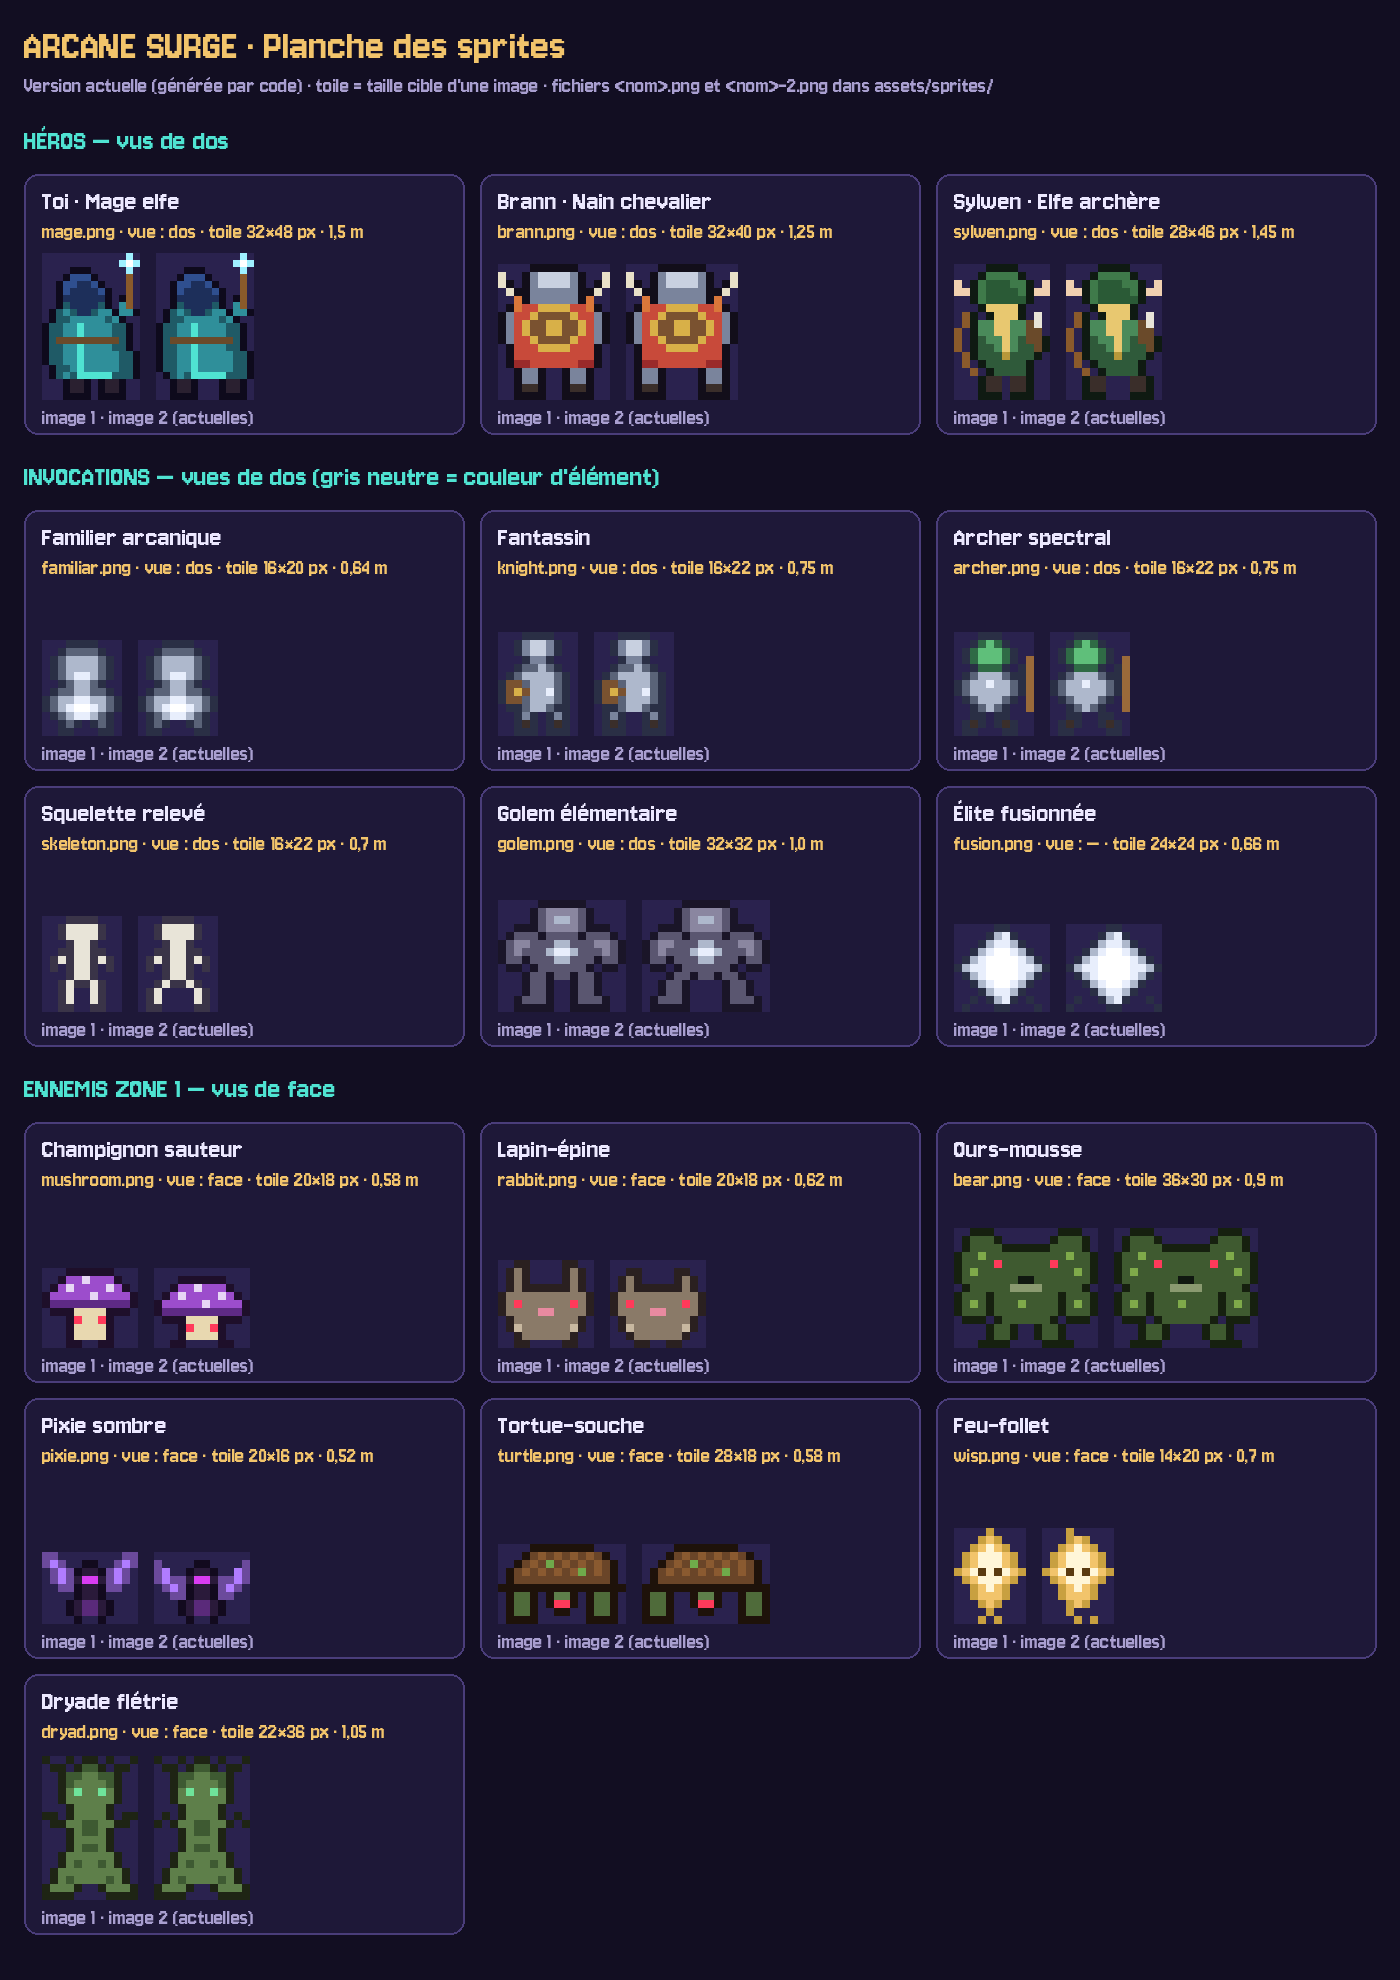 ARCANE SURGE · Planche des sprites
Version actuelle (générée par code) · toile = taille cible d'une image · fichiers <nom>.png et <nom>-2.png dans assets/sprites/
HÉROS — vus de dos
Toi · Mage elfe
mage.png · vue : dos · toile 32×48 px · 1,5 m
image 1 · image 2 (actuelles)
Brann · Nain chevalier
brann.png · vue : dos · toile 32×40 px · 1,25 m
image 1 · image 2 (actuelles)
Sylwen · Elfe archère
sylwen.png · vue : dos · toile 28×46 px · 1,45 m
image 1 · image 2 (actuelles)
INVOCATIONS — vues de dos (gris neutre = couleur d'élément)
Familier arcanique
familiar.png · vue : dos · toile 16×20 px · 0,64 m
image 1 · image 2 (actuelles)
Fantassin
knight.png · vue : dos · toile 16×22 px · 0,75 m
image 1 · image 2 (actuelles)
Archer spectral
archer.png · vue : dos · toile 16×22 px · 0,75 m
image 1 · image 2 (actuelles)
Squelette relevé
skeleton.png · vue : dos · toile 16×22 px · 0,7 m
image 1 · image 2 (actuelles)
Golem élémentaire
golem.png · vue : dos · toile 32×32 px · 1,0 m
image 1 · image 2 (actuelles)
Élite fusionnée
fusion.png · vue : — · toile 24×24 px · 0,66 m
image 1 · image 2 (actuelles)
ENNEMIS ZONE 1 — vus de face
Champignon sauteur
mushroom.png · vue : face · toile 20×18 px · 0,58 m
image 1 · image 2 (actuelles)
Lapin-épine
rabbit.png · vue : face · toile 20×18 px · 0,62 m
image 1 · image 2 (actuelles)
Ours-mousse
bear.png · vue : face · toile 36×30 px · 0,9 m
image 1 · image 2 (actuelles)
Pixie sombre
pixie.png · vue : face · toile 20×16 px · 0,52 m
image 1 · image 2 (actuelles)
Tortue-souche
turtle.png · vue : face · toile 28×18 px · 0,58 m
image 1 · image 2 (actuelles)
Feu-follet
wisp.png · vue : face · toile 14×20 px · 0,7 m
image 1 · image 2 (actuelles)
Dryade flétrie
dryad.png · vue : face · toile 22×36 px · 1,05 m
image 1 · image 2 (actuelles)